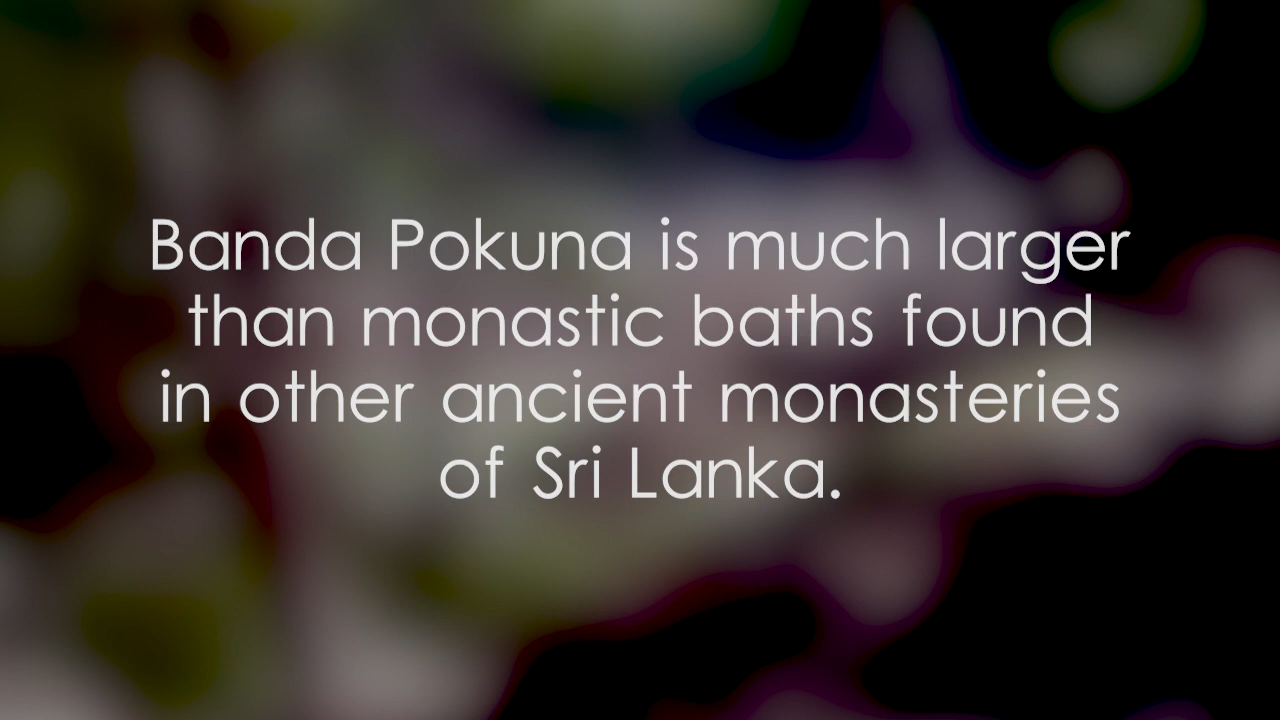 Banda Pokuna is much larger
than monastic baths found
in other ancient monasteries
of Sri Lanka.